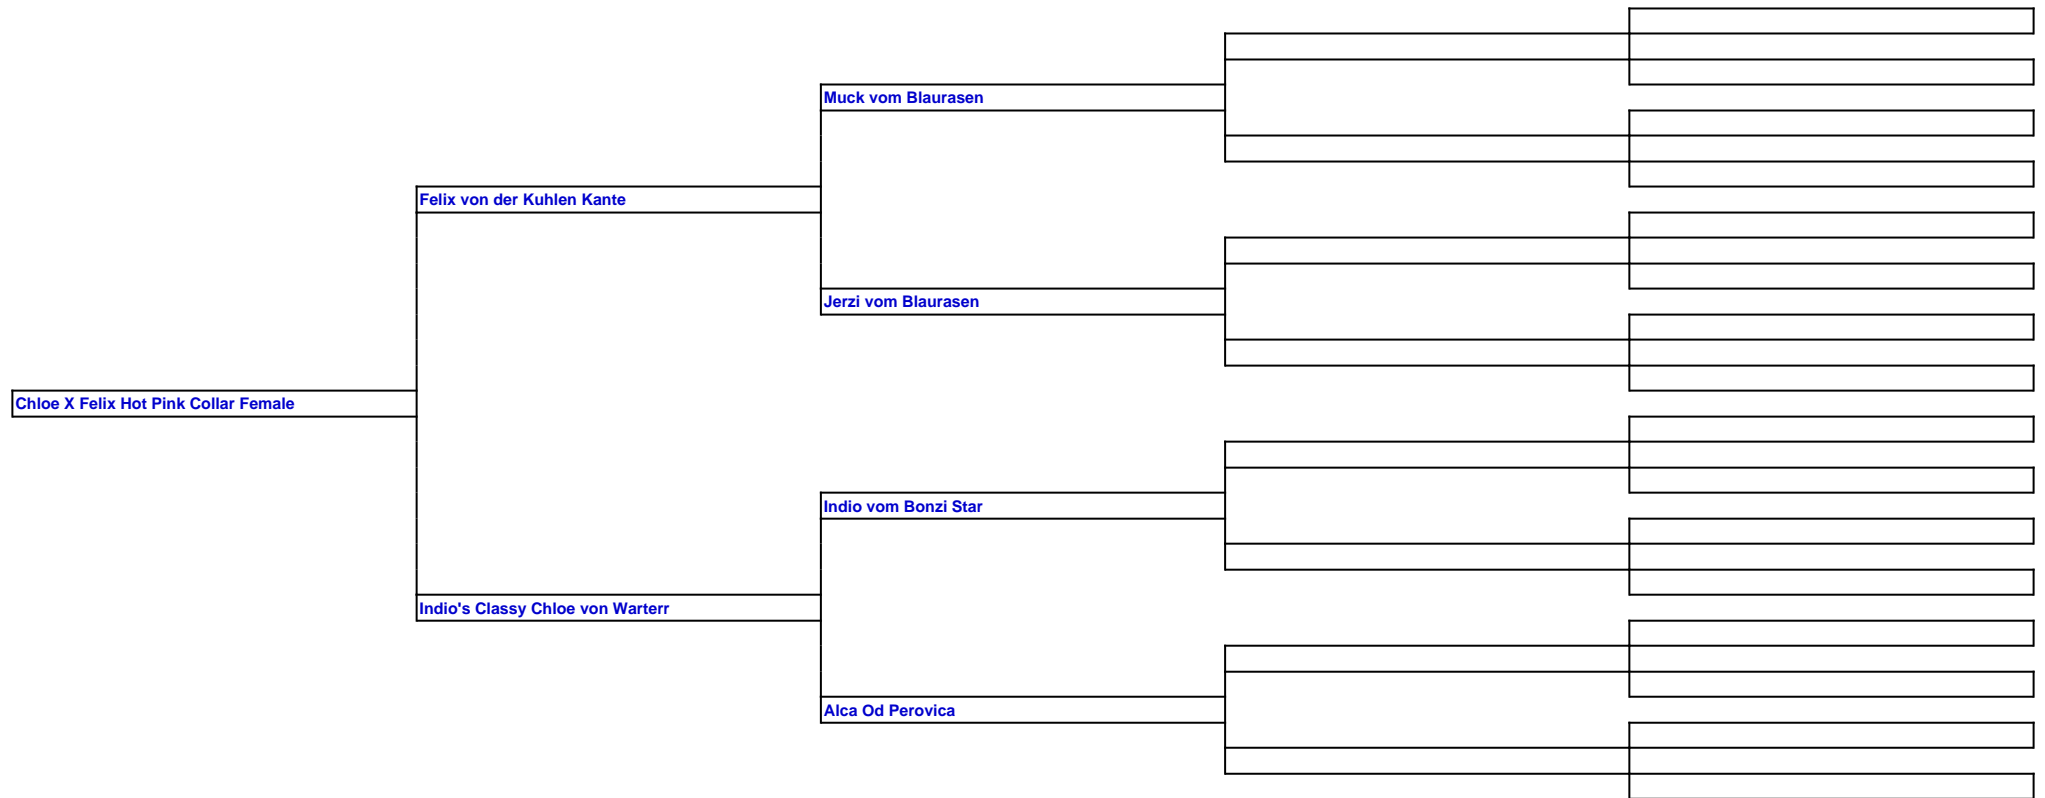 Muck vom Blaurasen
Felix von der Kuhlen Kante
Jerzi vom Blaurasen
Chloe X Felix Hot Pink Collar Female
Indio vom Bonzi Star
Indio's Classy Chloe von Warterr
Alca Od Perovica